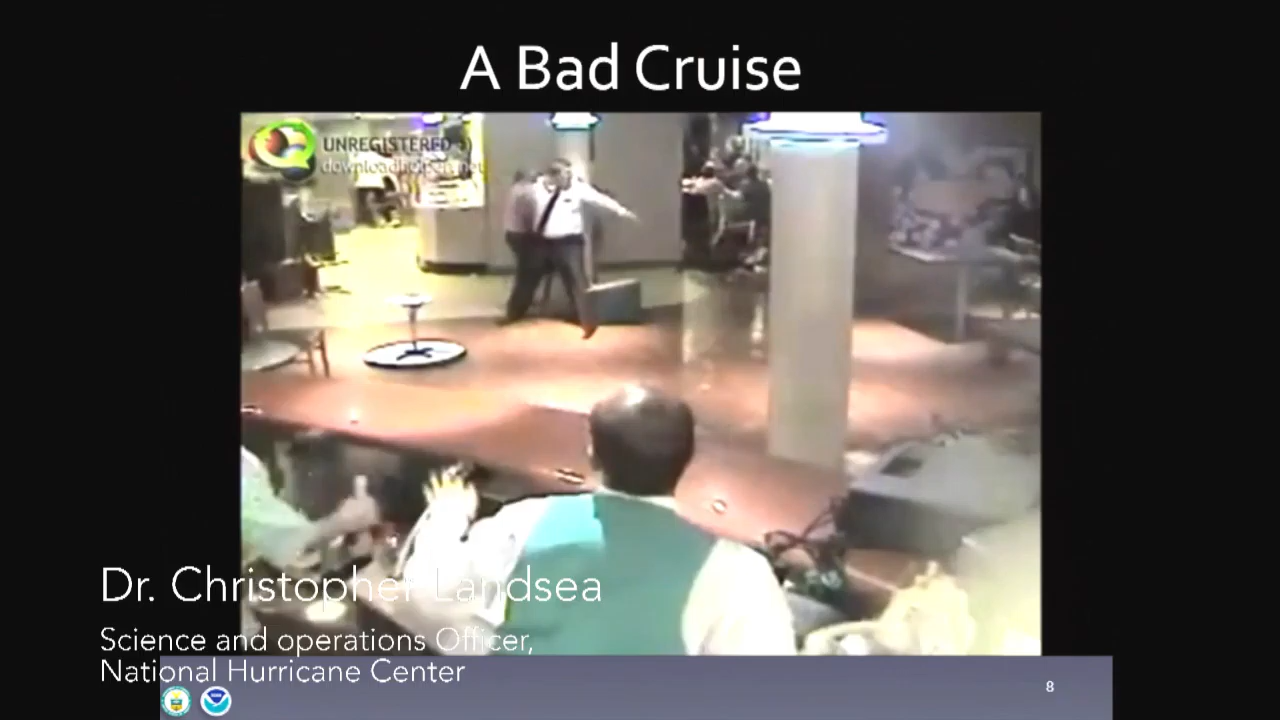 A Bad Cruise
UNREGISTERED :)
Dr. Christopher Landsea
Science and operations Officer,
National Hurricane Center
8